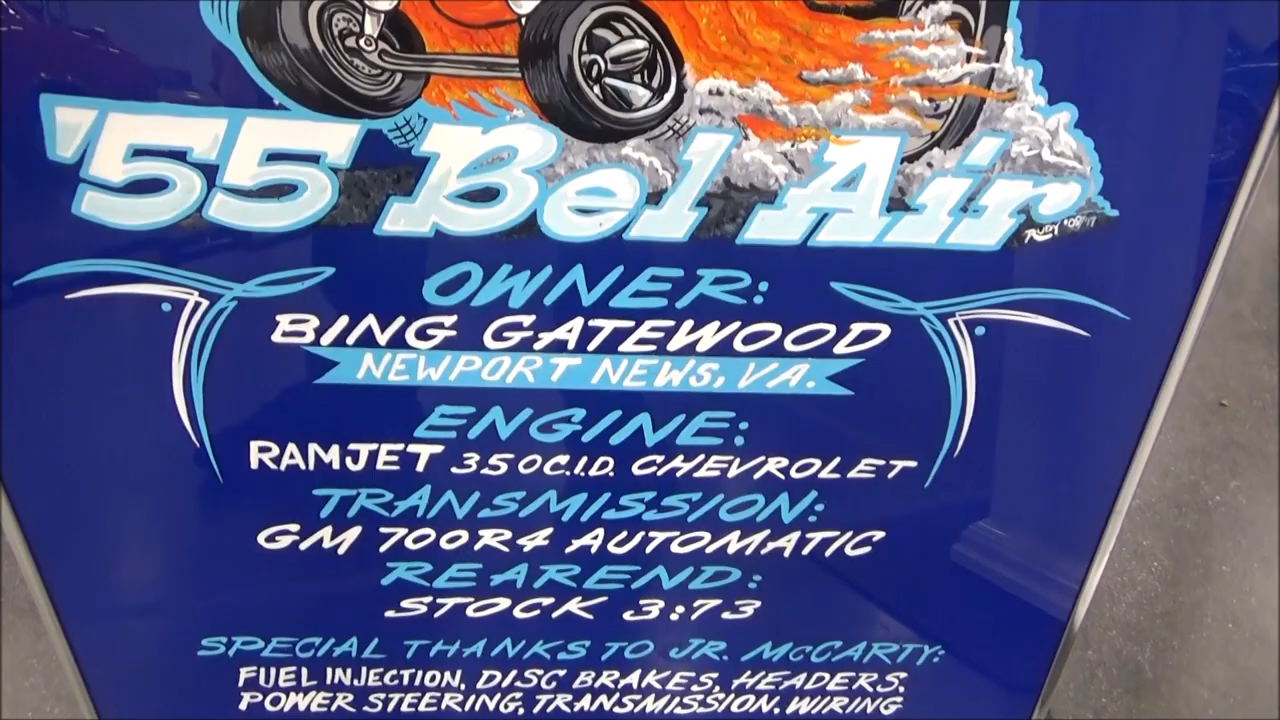 '55 Bel Air
RUDY
OWNER:
BING GATEWOOD
NEWPORT NEWS, VA.
ENGINE:
RAMJET 350 C.I.D. CHEVROLET
TRANSMISSION:
GM 700R4 AUTOMATIC
REAREND:
STOCK 3:73
SPECIAL THANKS TO JR. McCARTY:
FUEL INJECTION, DISC BRAKES, HEADERS,
POWER STEERING, TRANSMISSION, WIRING